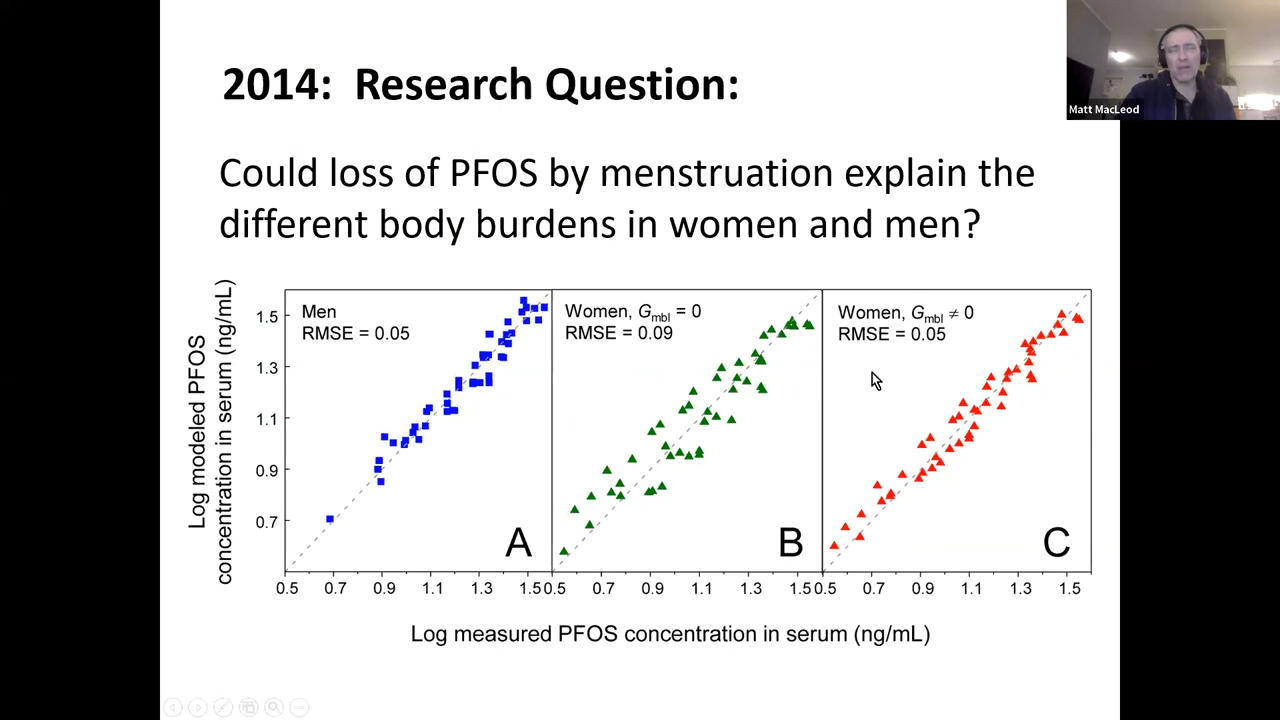 2014:  Research Question:
Matt MacLeod
Could loss of PFOS by menstruation explain the
different body burdens in women and men?
Log modeled PFOS
concentration in serum (ng/mL)
1.5
1.3
1.1
0.9
0.7
Men
RMSE = 0.05
A
Women, Gmbl = 0
RMSE = 0.09
B
Women, Gmbl ≠ 0
RMSE = 0.05
C
0.5 0.7 0.9 1.1 1.3 1.5 0.5 0.7 0.9 1.1 1.3 1.5 0.5 0.7 0.9 1.1 1.3 1.5
Log measured PFOS concentration in serum (ng/mL)